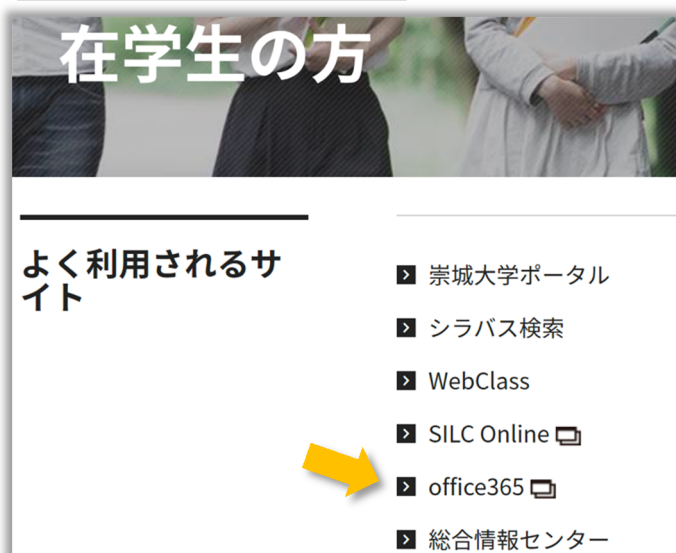 在学生の方
よく利用されるサ
イト
崇城大学ポータル
シラバス検索
WebClass
SILC Online
office365
総合情報センター